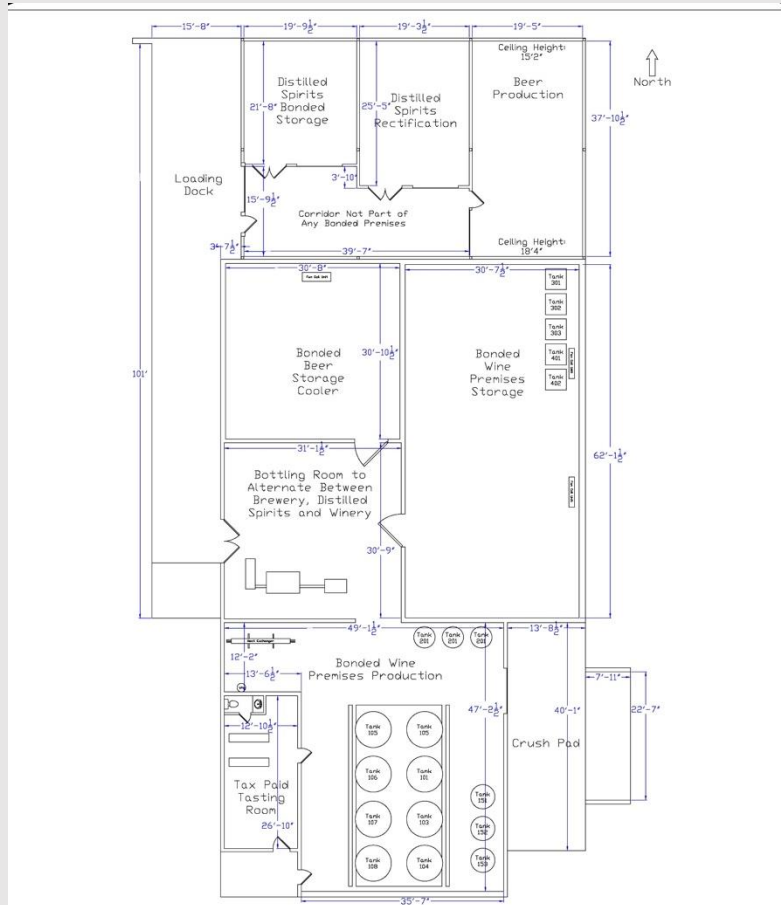 15'-8"
19'-9½"
19'-3½"
19'-5"
Ceiling Height:
15'2"
Beer
Production
North
Distilled
Spirits
Bonded
Storage
21'-8"
Distilled
Spirits
Rectification
25'-5"
37'-10½"
Loading
Dock
3'-10"
15'-9½"
Corridor Not Part of
Any Bonded Premises
Ceiling Height:
18'4"
3'-7½"
39'-7"
30'-8"
30'-7½"
Tank
301
Tank
302
Tank
303
Tank
401
Tank
402
30'-10½"
Bonded
Beer
Storage
Cooler
Bonded
Wine
Premises
Storage
101'
31'-1½"
62'-1½"
Bottling Room to
Alternate Between
Brewery, Distilled
Spirits and Winery
30'-9"
49'-1½"
13'-8½"
Tank
201
Tank
201
Tank
201
12'-2"
Bonded Wine
Premises Production
13'-6½"
7'-11"
12'-10½"
47'-2½"
40'-1"
22'-7"
Tank
105
Tank
105
Crush Pad
Tank
106
Tank
101
Tax Paid
Tasting
Room
Tank
151
Tank
107
Tank
103
Tank
152
26'-10"
Tank
108
Tank
104
Tank
153
35'-7"